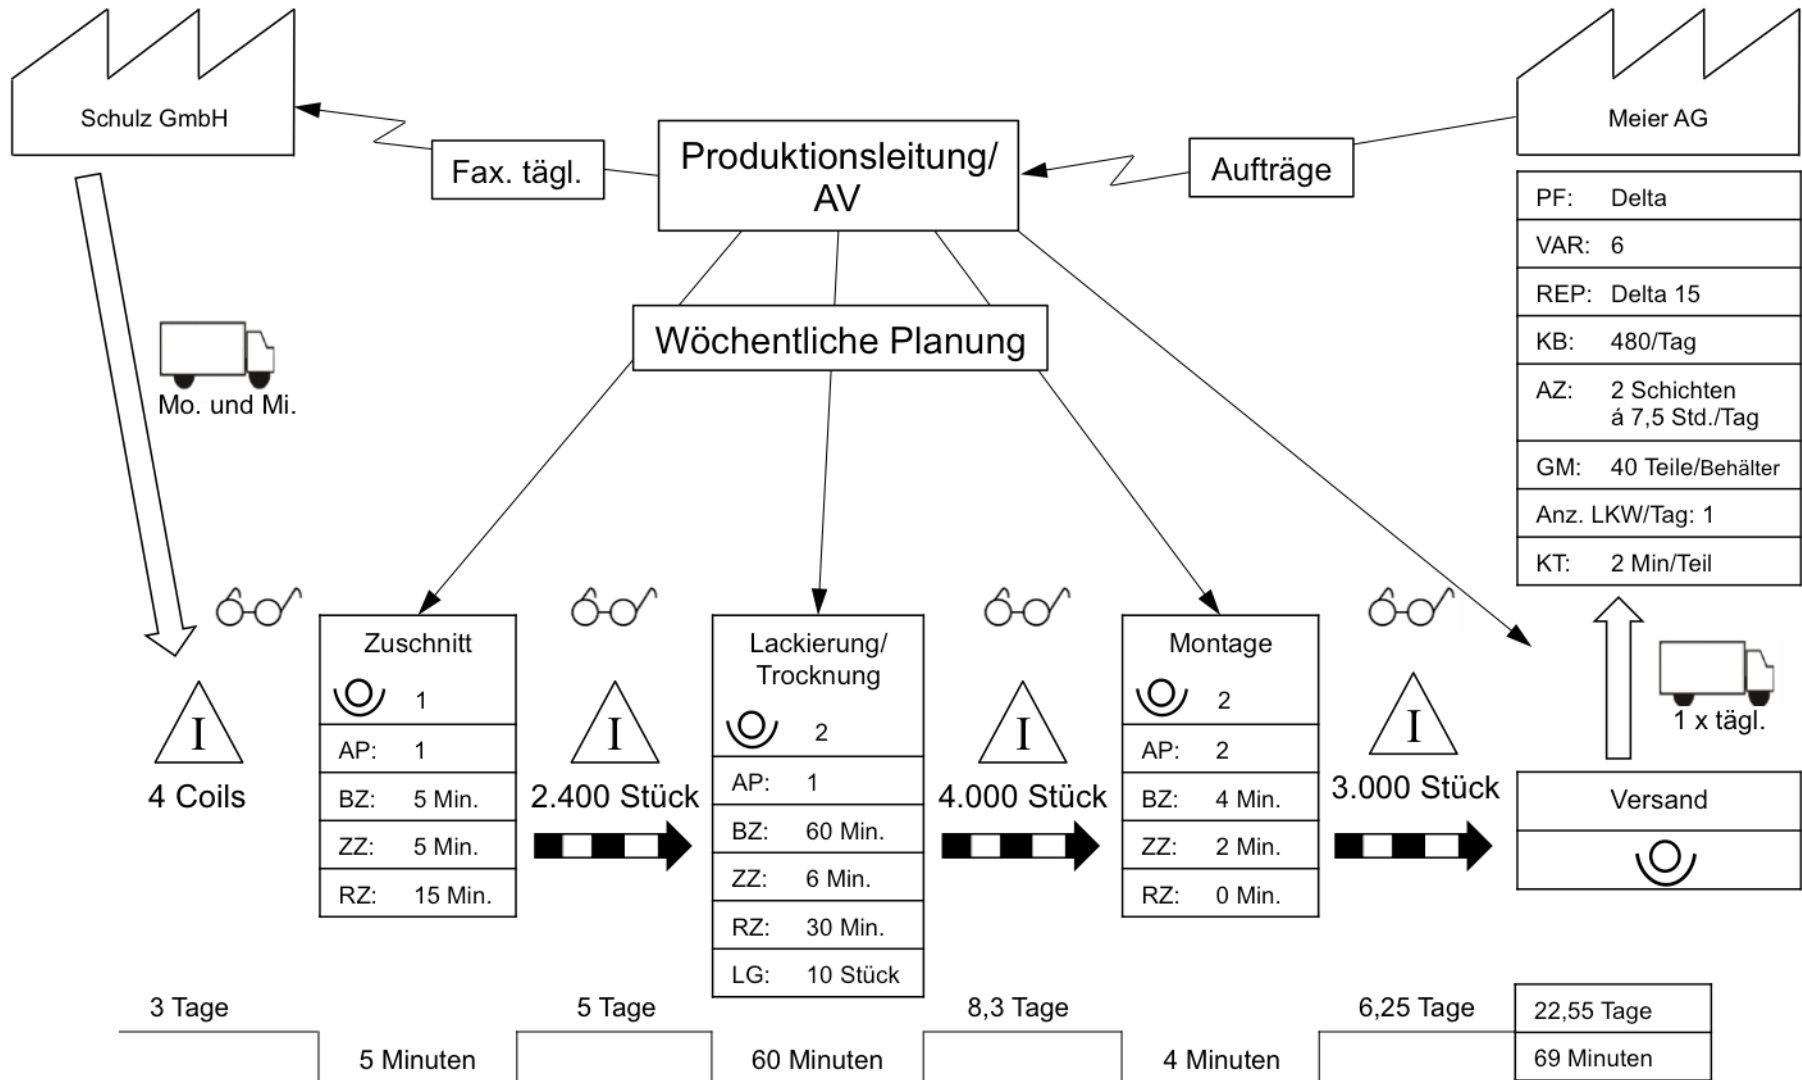 Schulz GmbH
Fax. tägl.
Produktionsleitung/
AV
Aufträge
Meier AG
PF: Delta
VAR: 6
REP: Delta 15
KB: 480/Tag
AZ: 2 Schichten
á 7,5 Std./Tag
GM: 40 Teile/Behälter
Anz. LKW/Tag: 1
KT: 2 Min/Teil
Wöchentliche Planung
Mo. und Mi.
I
4 Coils
Zuschnitt
1
AP: 1
BZ: 5 Min.
ZZ: 5 Min.
RZ: 15 Min.
I
2.400 Stück
Lackierung/
Trocknung
2
AP: 1
BZ: 60 Min.
ZZ: 6 Min.
RZ: 30 Min.
LG: 10 Stück
I
4.000 Stück
Montage
2
AP: 2
BZ: 4 Min.
ZZ: 2 Min.
RZ: 0 Min.
I
3.000 Stück
1 x tägl.
Versand
3 Tage
5 Minuten
5 Tage
60 Minuten
8,3 Tage
4 Minuten
6,25 Tage
22,55 Tage
69 Minuten